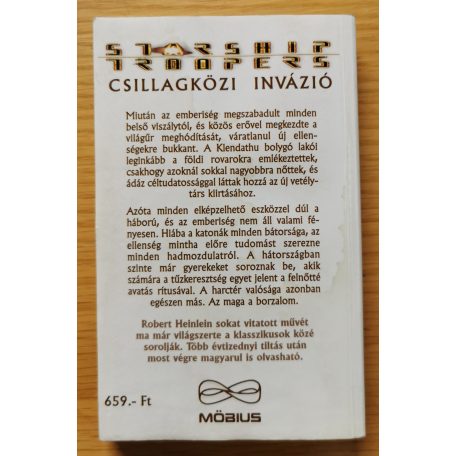 STARSHIP
TROOPERS
CSILLAGKÖZI INVÁZIÓ
Miután az emberiség megszabadult minden
belső viszálytól, és közös erővel megkezdte a
világűr meghódítását, váratlanul új ellen-
ségekre bukkant. A Klendathu bolygó lakói
leginkább a földi rovarokra emlékeztettek,
csakhogy azoknál sokkal nagyobbra nőttek, és
ádáz céltudatossággal láttak hozzá az új vetély-
társ kiirtásához.
Azóta minden elképzelhető eszközzel dúl a
háború, és az emberiség nem áll valami fé-
nyesen. Hiába a katonák minden bátorsága, az
ellenség mintha előre tudomást szerezne
minden hadmozdulatról. A hátországban
szinte már gyerekeket soroznak be, akik
számára a tűzkeresztség egyet jelent a felnőtté
avatás rítusával. A harctér valósága azonban
egészen más. Az maga a borzalom.
Robert Heinlein sokat vitatott művét
ma már világszerte a klasszikusok közé
sorolják. Több évtizednyi tiltás után
most végre magyarul is olvasható.
659.- Ft
MÖBIUS